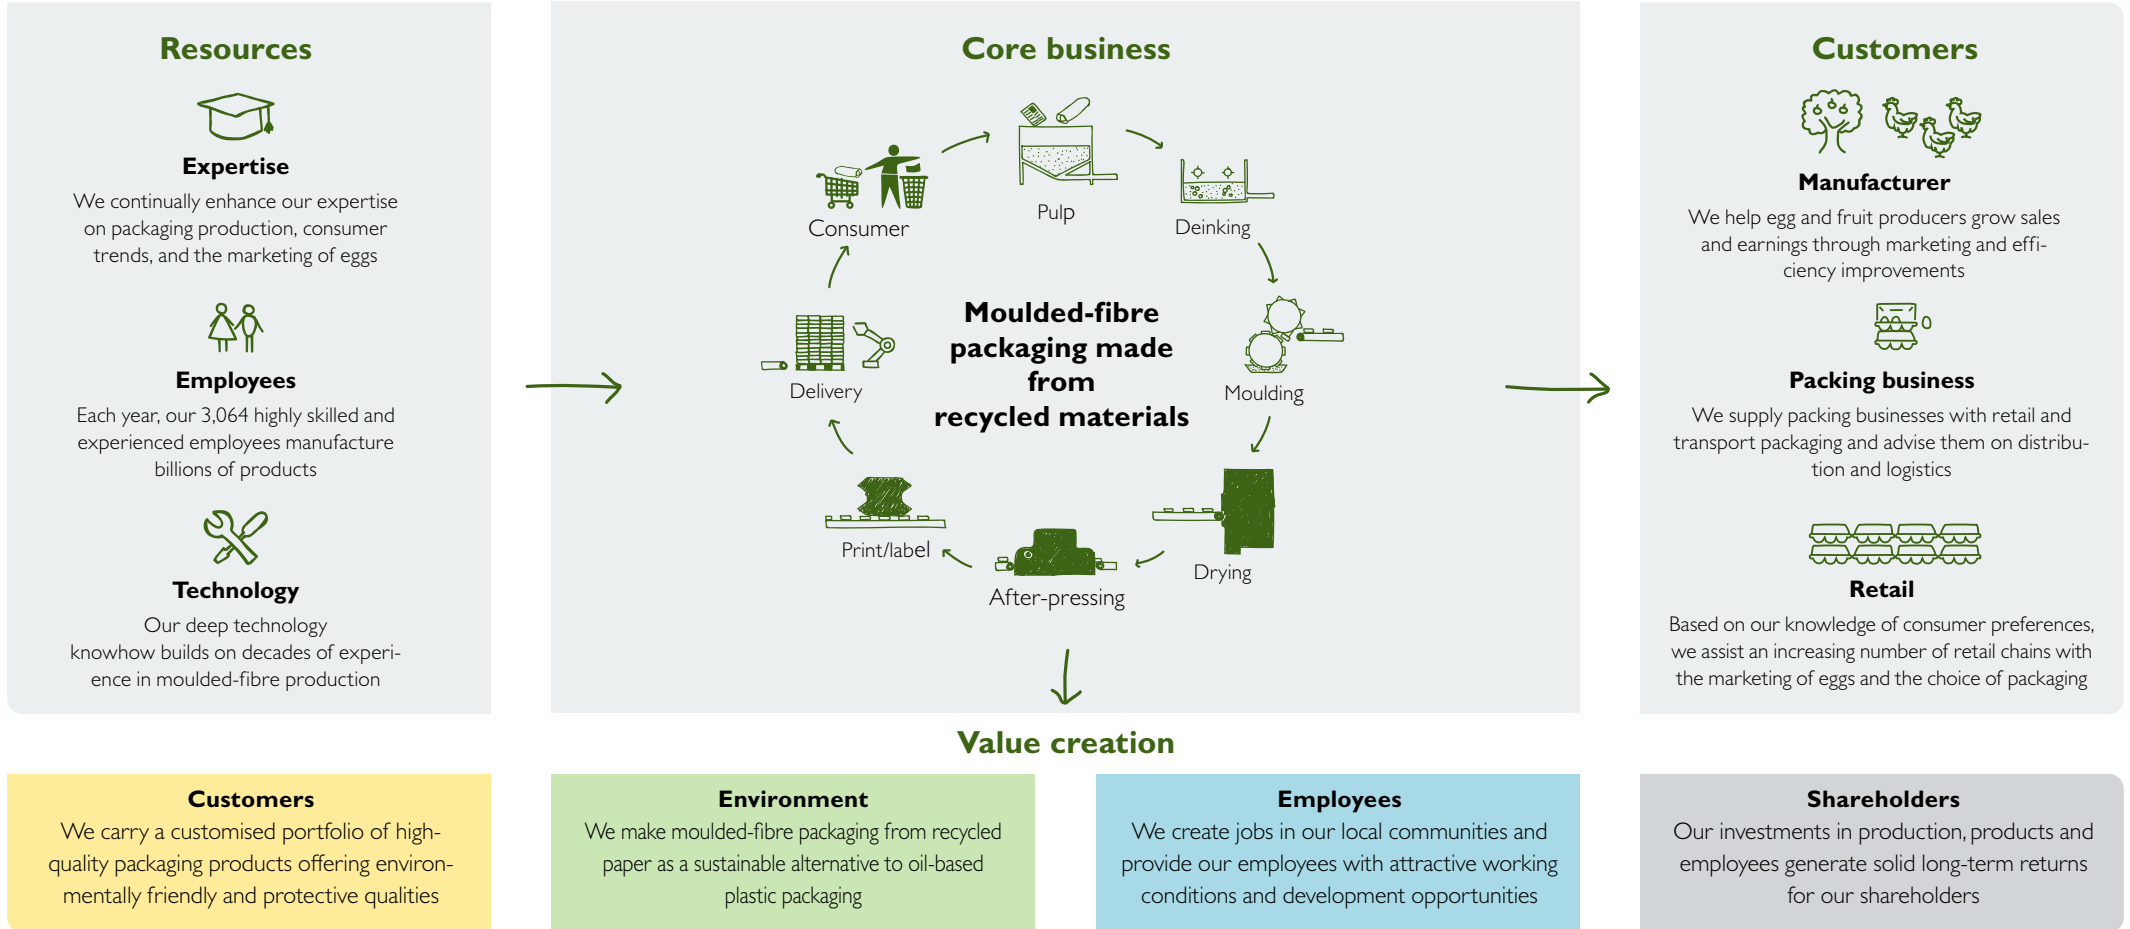 Resources
Expertise
We continually enhance our expertise
on packaging production, consumer
trends, and the marketing of eggs
Employees
Each year, our 3,064 highly skilled and
experienced employees manufacture
billions of products
Technology
Our deep technology
knowhow builds on decades of experi-
ence in moulded-fibre production
Core business
Pulp
Deinking
Moulding
Drying
After-pressing
Print/label
Delivery
Consumer
Moulded-fibre
packaging made
from
recycled materials
Customers
Manufacturer
We help egg and fruit producers grow sales
and earnings through marketing and effi-
ciency improvements
Packing business
We supply packing businesses with retail and
transport packaging and advise them on distribu-
tion and logistics
Retail
Based on our knowledge of consumer preferences,
we assist an increasing number of retail chains with
the marketing of eggs and the choice of packaging
Value creation
Customers
We carry a customised portfolio of high-
quality packaging products offering environ-
mentally friendly and protective qualities
Environment
We make moulded-fibre packaging from recycled
paper as a sustainable alternative to oil-based
plastic packaging
Employees
We create jobs in our local communities and
provide our employees with attractive working
conditions and development opportunities
Shareholders
Our investments in production, products and
employees generate solid long-term returns
for our shareholders